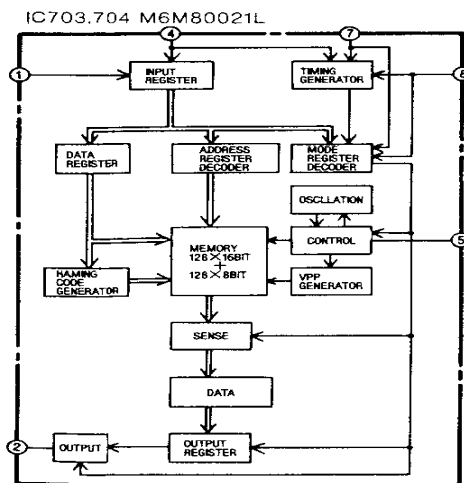 IC703,704 M6M80021L
4
7
1
INPUT
REGISTER
TIMING
GENERATOR
8
DATA
REGISTER
ADDRESS
REGISTER
DECODER
MODE
REGISTER
DECODER
OSCLLATION
MEMORY
128×16BIT
+
128×8BIT
CONTROL
5
HAMING
CODE
GENERATOR
VPP
GENERATOR
SENSE
DATA
2
OUTPUT
OUTPUT
REGISTER